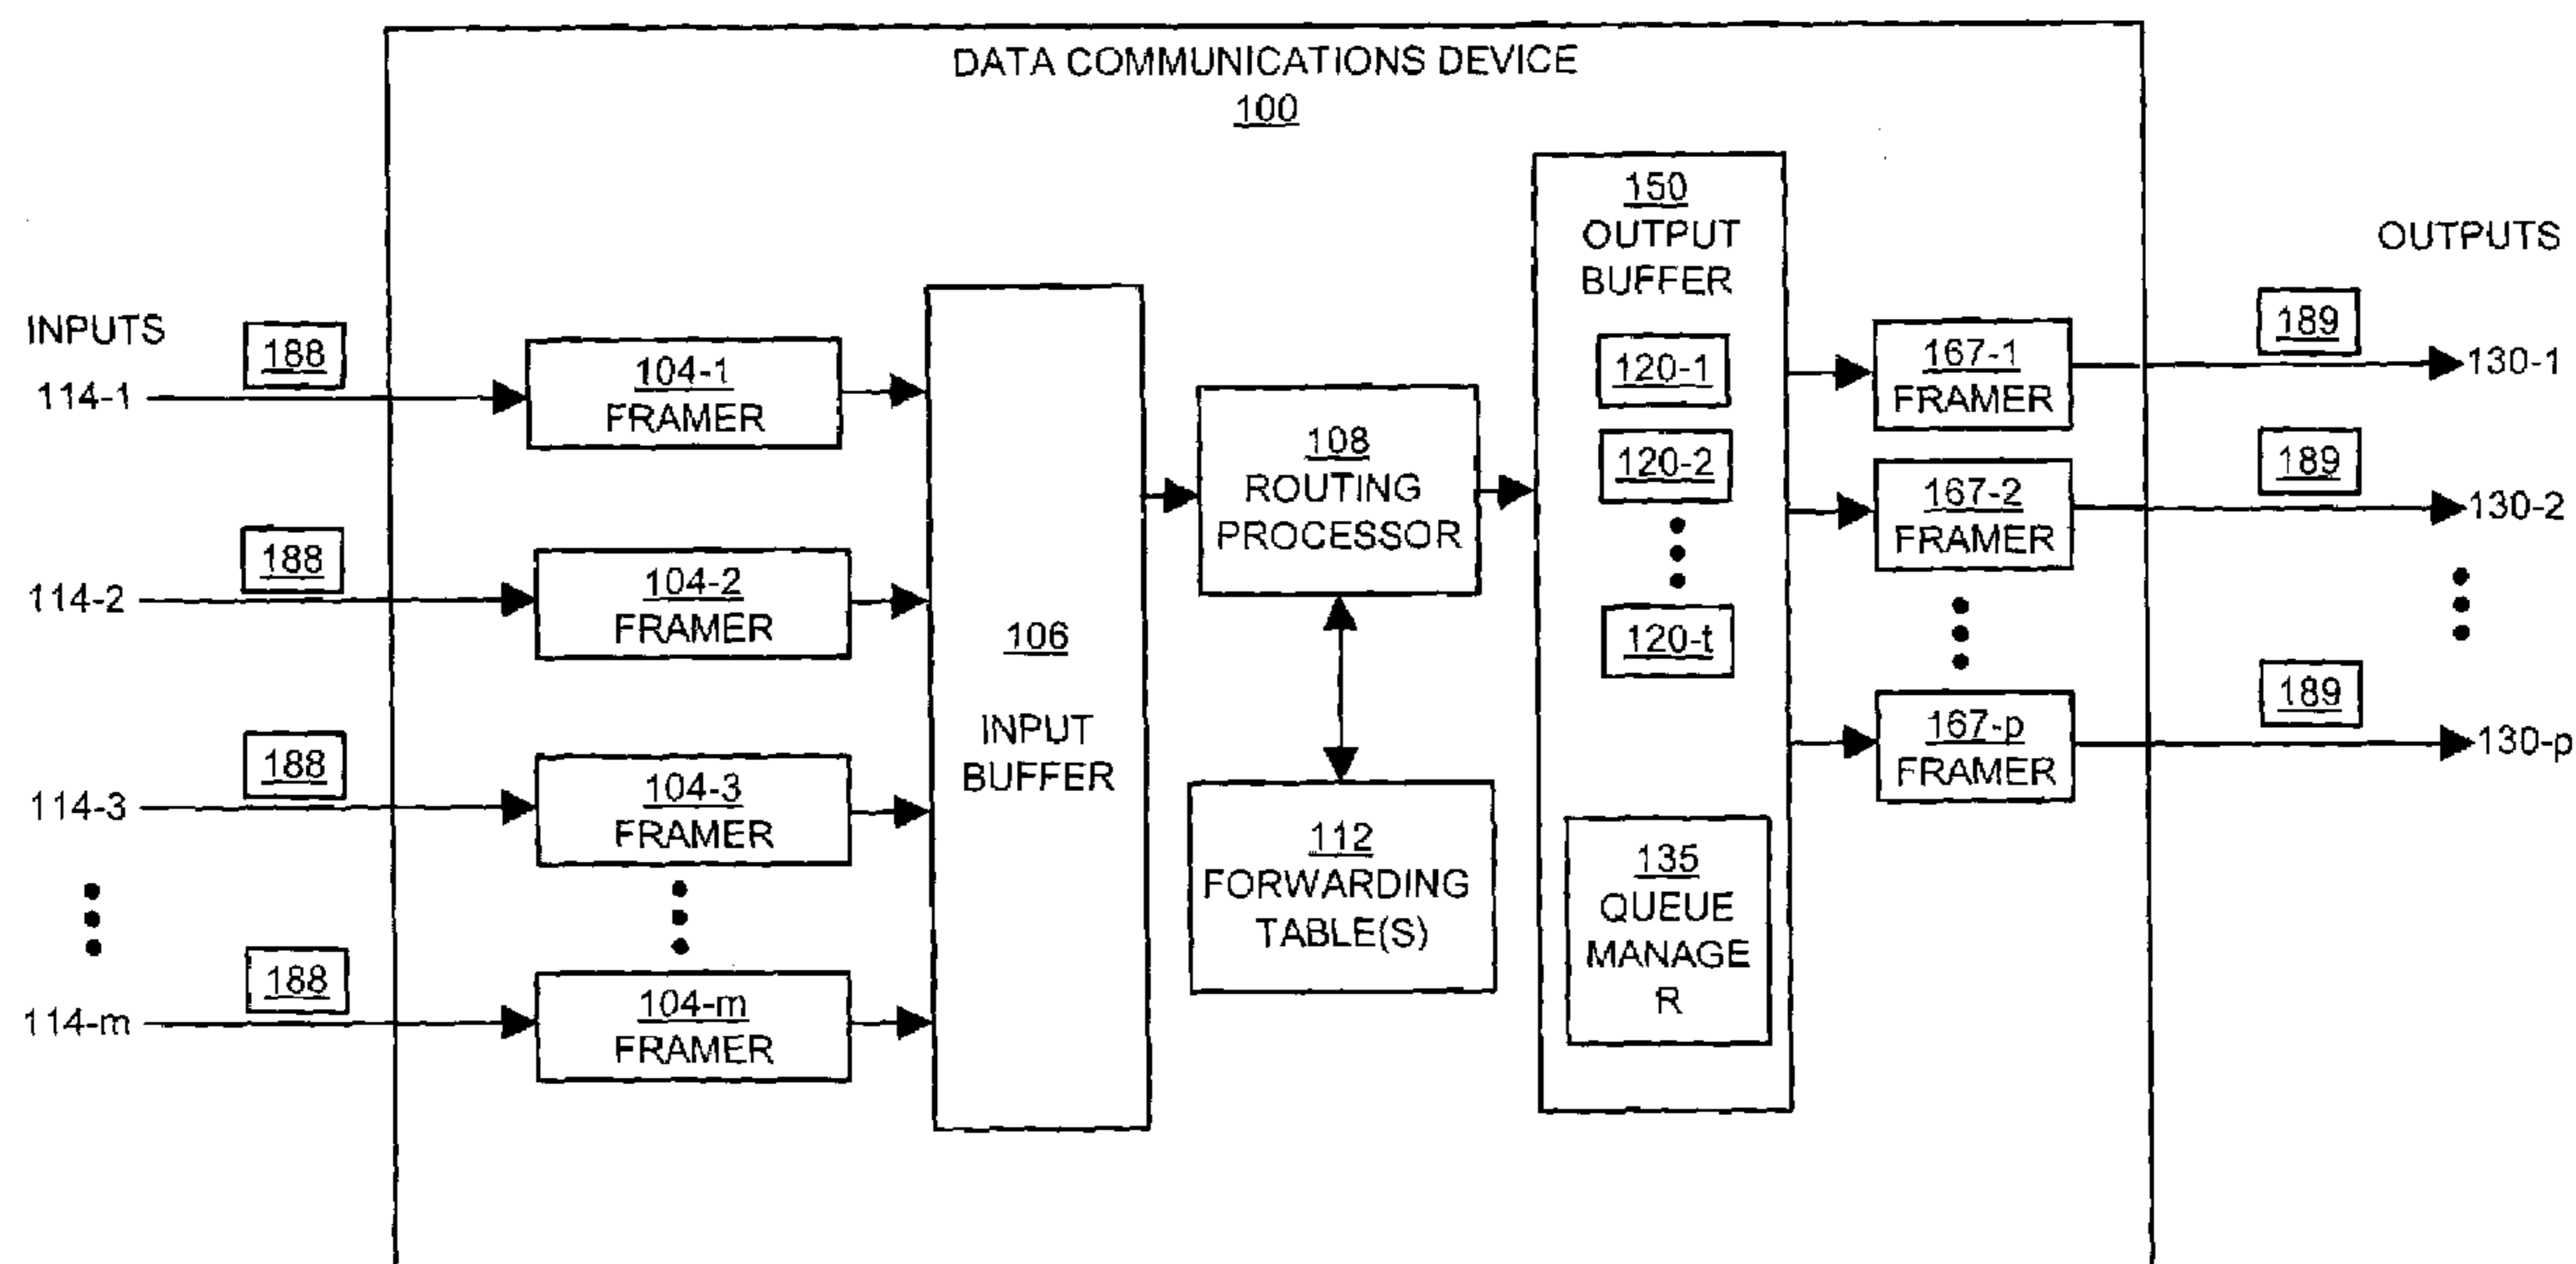 DATA COMMUNICATIONS DEVICE
100
INPUTS
114-1
188
114-2
188
114-3
188
114-m
188
104-1
FRAMER
104-2
FRAMER
104-3
FRAMER
104-m
FRAMER
106
INPUT
BUFFER
108
ROUTING
PROCESSOR
112
FORWARDING
TABLE(S)
150
OUTPUT
BUFFER
120-1
120-2
120-t
135
QUEUE
MANAGE
R
167-1
FRAMER
167-2
FRAMER
167-p
FRAMER
OUTPUTS
189
130-1
189
130-2
189
130-p